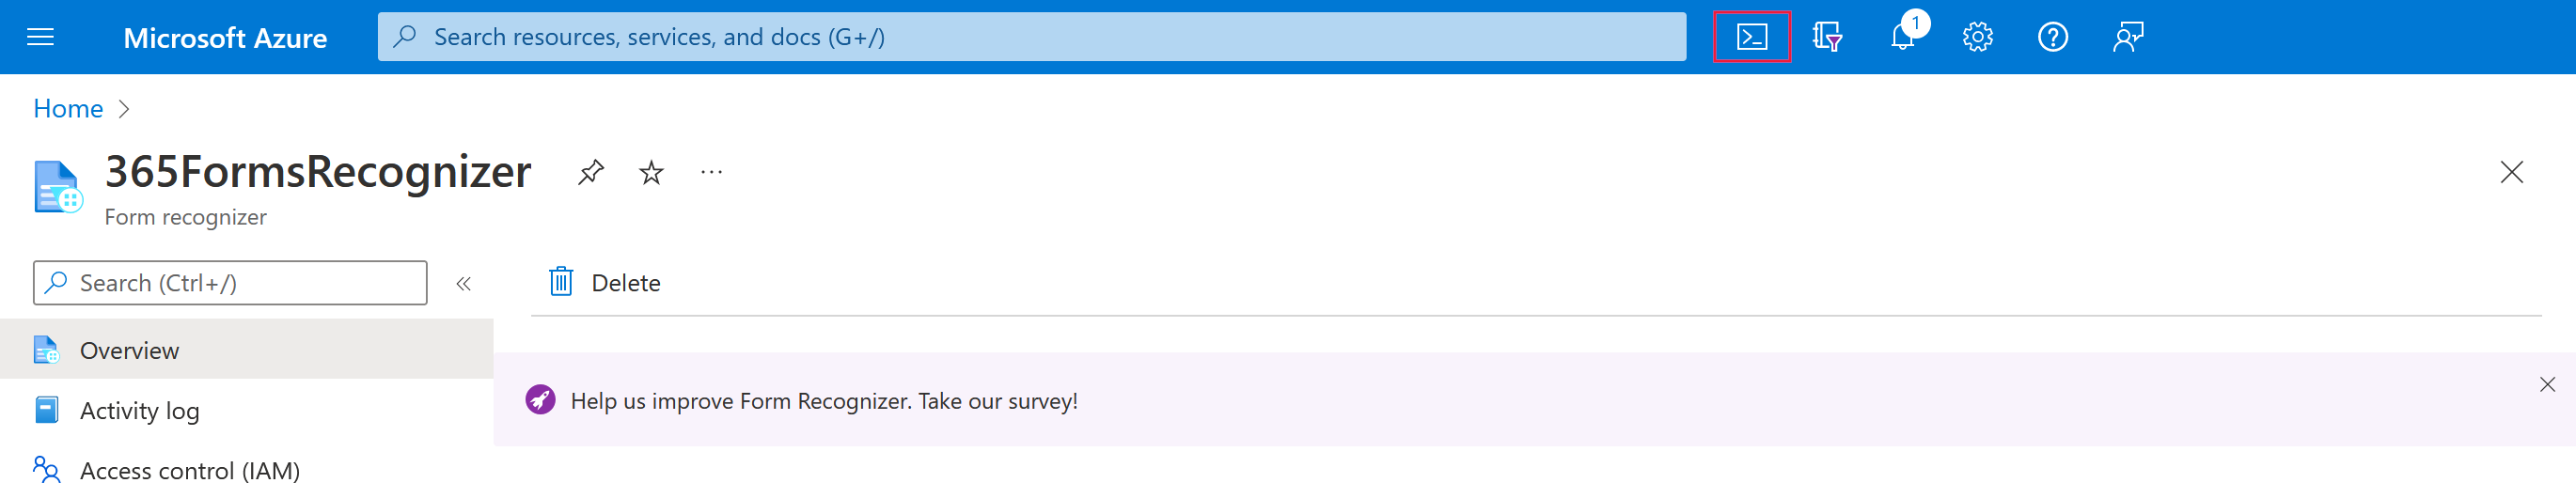 Microsoft Azure
Search resources, services, and docs (G+/)
1
Home
365FormsRecognizer
Form recognizer
Search (Ctrl+/)
Delete
Overview
Help us improve Form Recognizer. Take our survey!
Activity log
Access control (IAM)